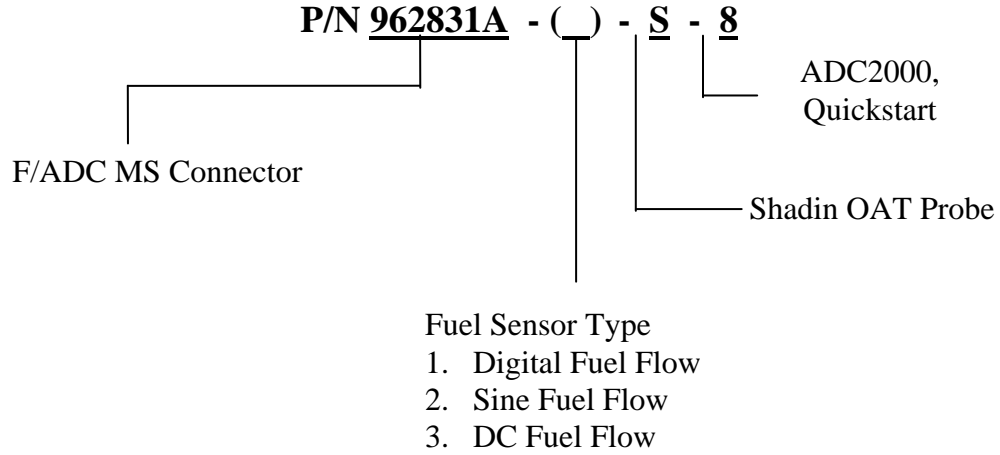 P/N 962831A - (__) - S - 8
ADC2000,
Quickstart
F/ADC MS Connector
Shadin OAT Probe
Fuel Sensor Type
1. Digital Fuel Flow
2. Sine Fuel Flow
3. DC Fuel Flow